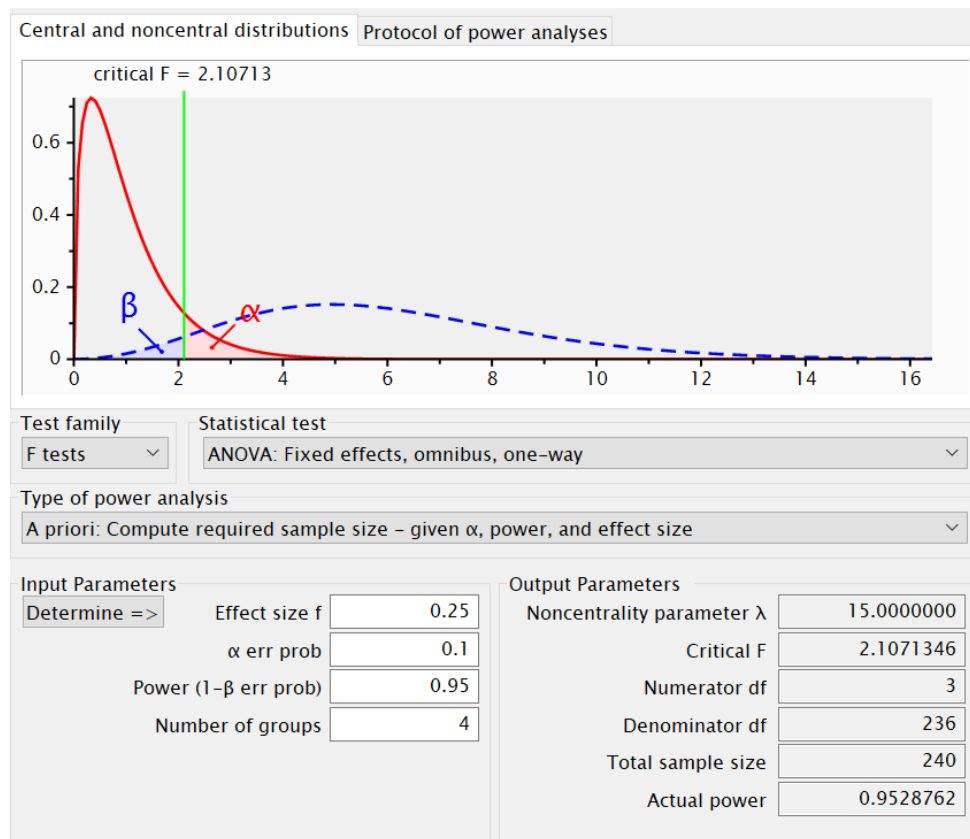 Central and noncentral distributions Protocol of power analyses
critical F = 2.10713
0.6
0.4
0.2
0
β
α
0 2 4 6 8 10 12 14 16
Test family Statistical test
F tests ANOVA: Fixed effects, omnibus, one-way
Type of power analysis
A priori: Compute required sample size – given α, power, and effect size
Input Parameters
Determine => Effect size f 0.25
α err prob 0.1
Power (1-β err prob) 0.95
Number of groups 4
Output Parameters
Noncentrality parameter λ 15.0000000
Critical F 2.1071346
Numerator df 3
Denominator df 236
Total sample size 240
Actual power 0.9528762